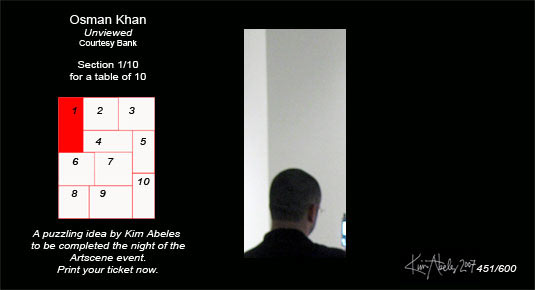 Osman Khan
Unviewed
Courtesy Bank
Section 1/10
for a table of 10
1 2 3
4 5
6 7
10
8 9
A puzzling idea by Kim Abeles
to be completed the night of the
Artscene event.
Print your ticket now.
Kim Abeles 2007 451/600